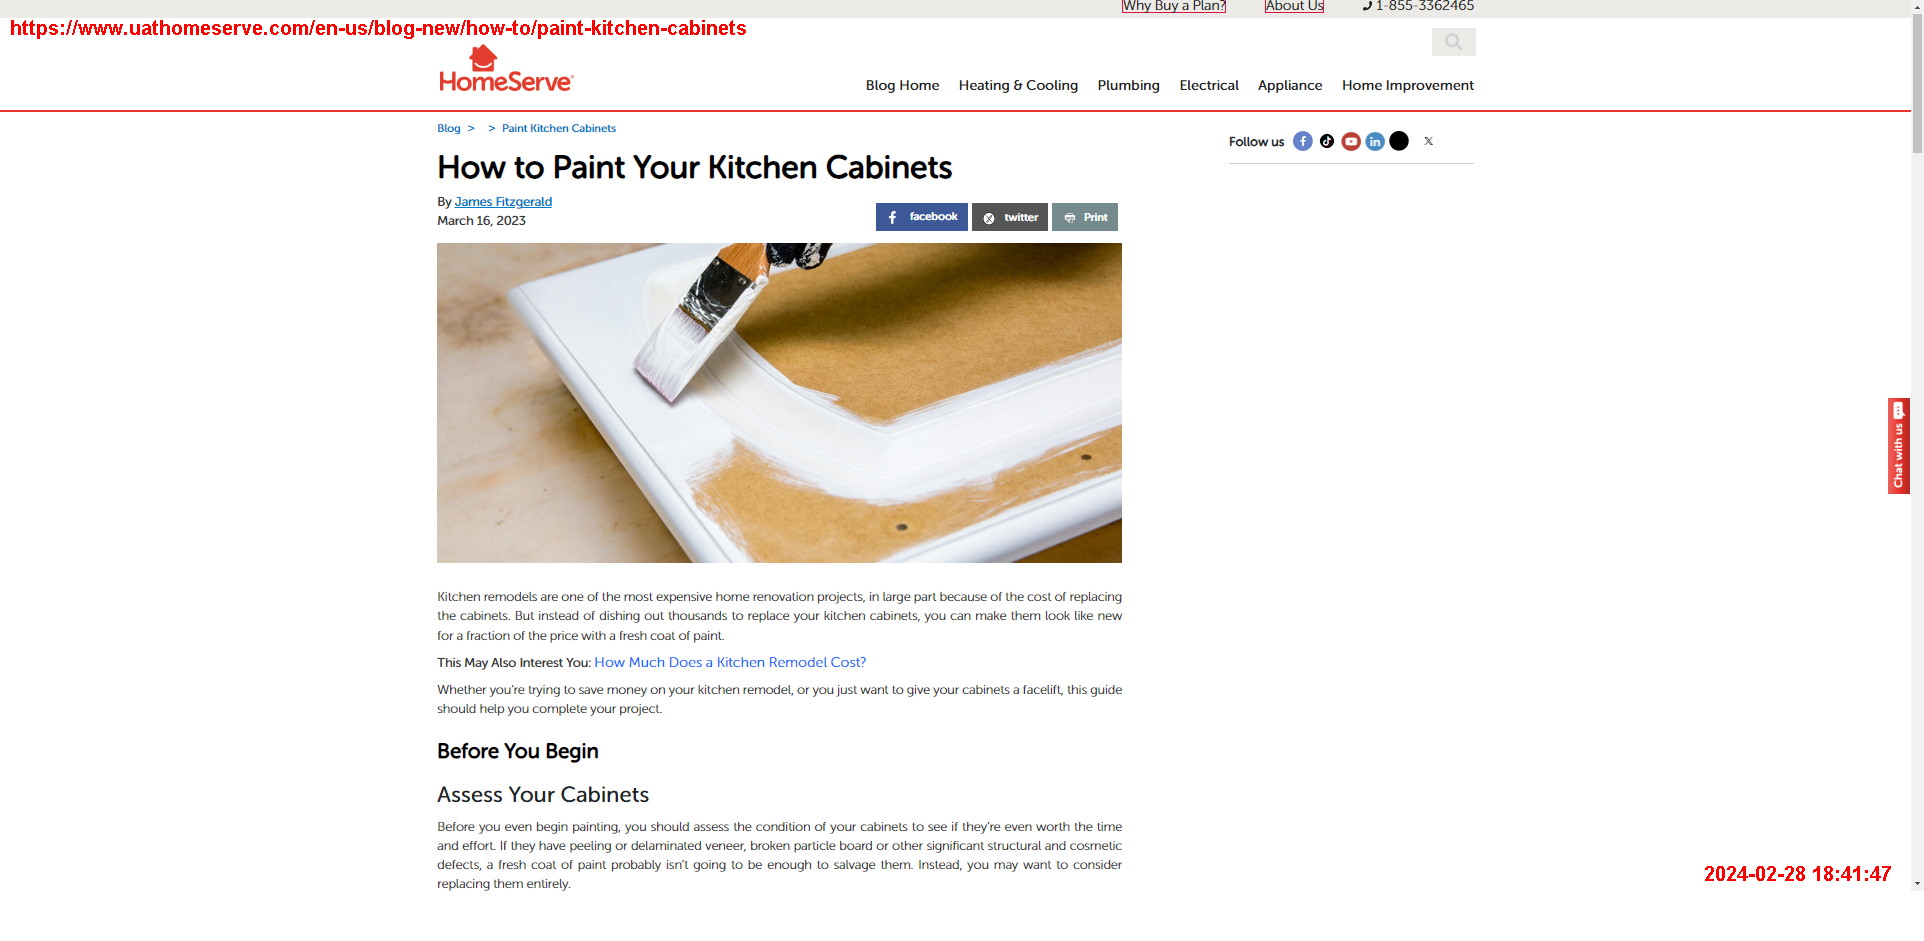 Why Buy a Plan? About Us 1-855-3362465
https://www.uathomeserve.com/en-us/blog-new/how-to/paint-kitchen-cabinets
HomeServe
Blog Home Heating & Cooling Plumbing Electrical Appliance Home Improvement
Blog > > Paint Kitchen Cabinets
Follow us
How to Paint Your Kitchen Cabinets
By James Fitzgerald
March 16, 2023
facebook twitter Print
Chat with us
Kitchen remodels are one of the most expensive home renovation projects, in large part because of the cost of replacing
the cabinets. But instead of dishing out thousands to replace your kitchen cabinets, you can make them look like new
for a fraction of the price with a fresh coat of paint.
This May Also Interest You: How Much Does a Kitchen Remodel Cost?
Whether you're trying to save money on your kitchen remodel, or you just want to give your cabinets a facelift, this guide
should help you complete your project.
Before You Begin
Assess Your Cabinets
Before you even begin painting, you should assess the condition of your cabinets to see if they're even worth the time
and effort. If they have peeling or delaminated veneer, broken particle board or other significant structural and cosmetic
defects, a fresh coat of paint probably isn't going to be enough to salvage them. Instead, you may want to consider
replacing them entirely.
2024-02-28 18:41:47